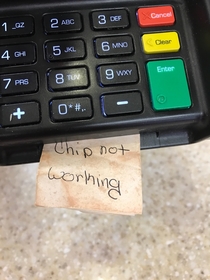 1 _QZ
2 ABC
3 DEF
Cancel
4 GHI
5 JKL
6 MNO
Clear
7 PRS
8 TUV
9 WXY
Enter
+
0*#,.
-
Chip not
working